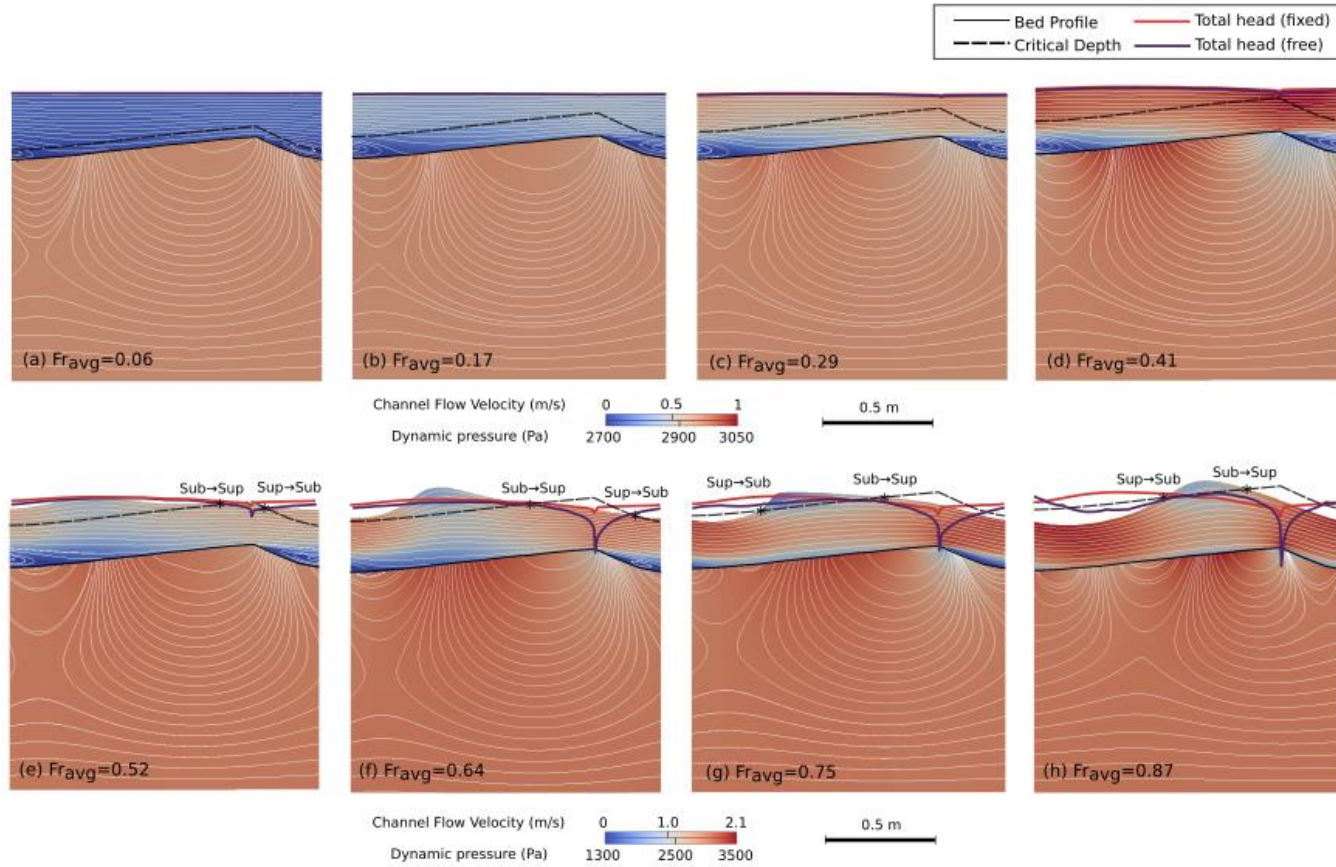 Bed Profile Total head (fixed)
Critical Depth Total head (free)
(a) Fravg=0.06
(b) Fravg=0.17
(c) Fravg=0.29
(d) Fravg=0.41
Channel Flow Velocity (m/s) 0 0.5 1
0.5 m
Dynamic pressure (Pa) 2700 2900 3050
Sub→Sup Sup→Sub
Sub→Sup Sup→Sub
Sup→Sub Sub→Sup
Sup→Sub Sub→Sup
(e) Fravg=0.52
(f) Fravg=0.64
(g) Fravg=0.75
(h) Fravg=0.87
Channel Flow Velocity (m/s) 0 1.0 2.1
0.5 m
Dynamic pressure (Pa) 1300 2500 3500